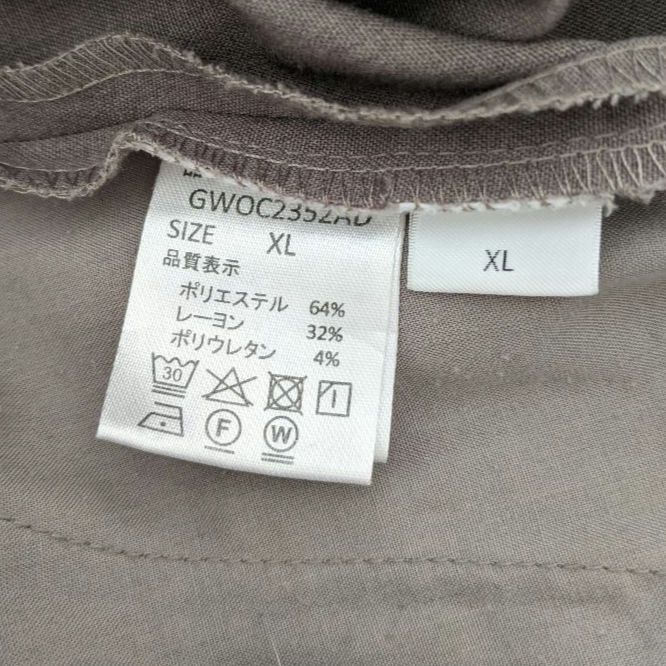 GWOC2352AD
SIZE XL
品質表示
ポリエステル 64%
レーヨン 32%
ポリウレタン 4%
30
F W
XL